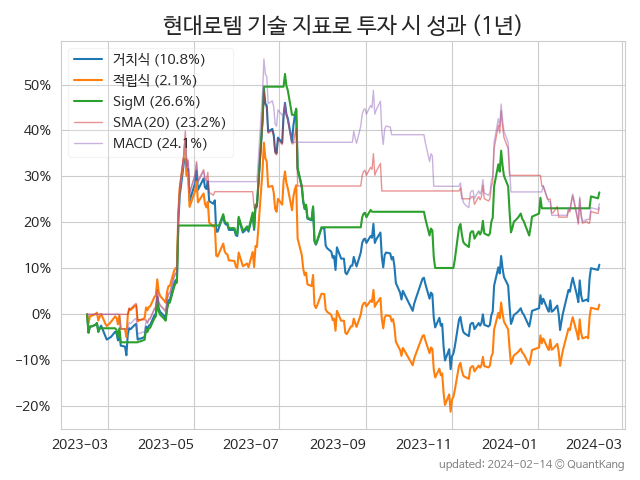 현대로템 기술 지표로 투자 시 성과 (1년)
거치식 (10.8%)
적립식 (2.1%)
SigM (26.6%)
SMA(20) (23.2%)
MACD (24.1%)
50%
40%
30%
20%
10%
0%
−10%
−20%
2023-03 2023-05 2023-07 2023-09 2023-11 2024-01 2024-03
updated: 2024-02-14 ⓒ QuantKang